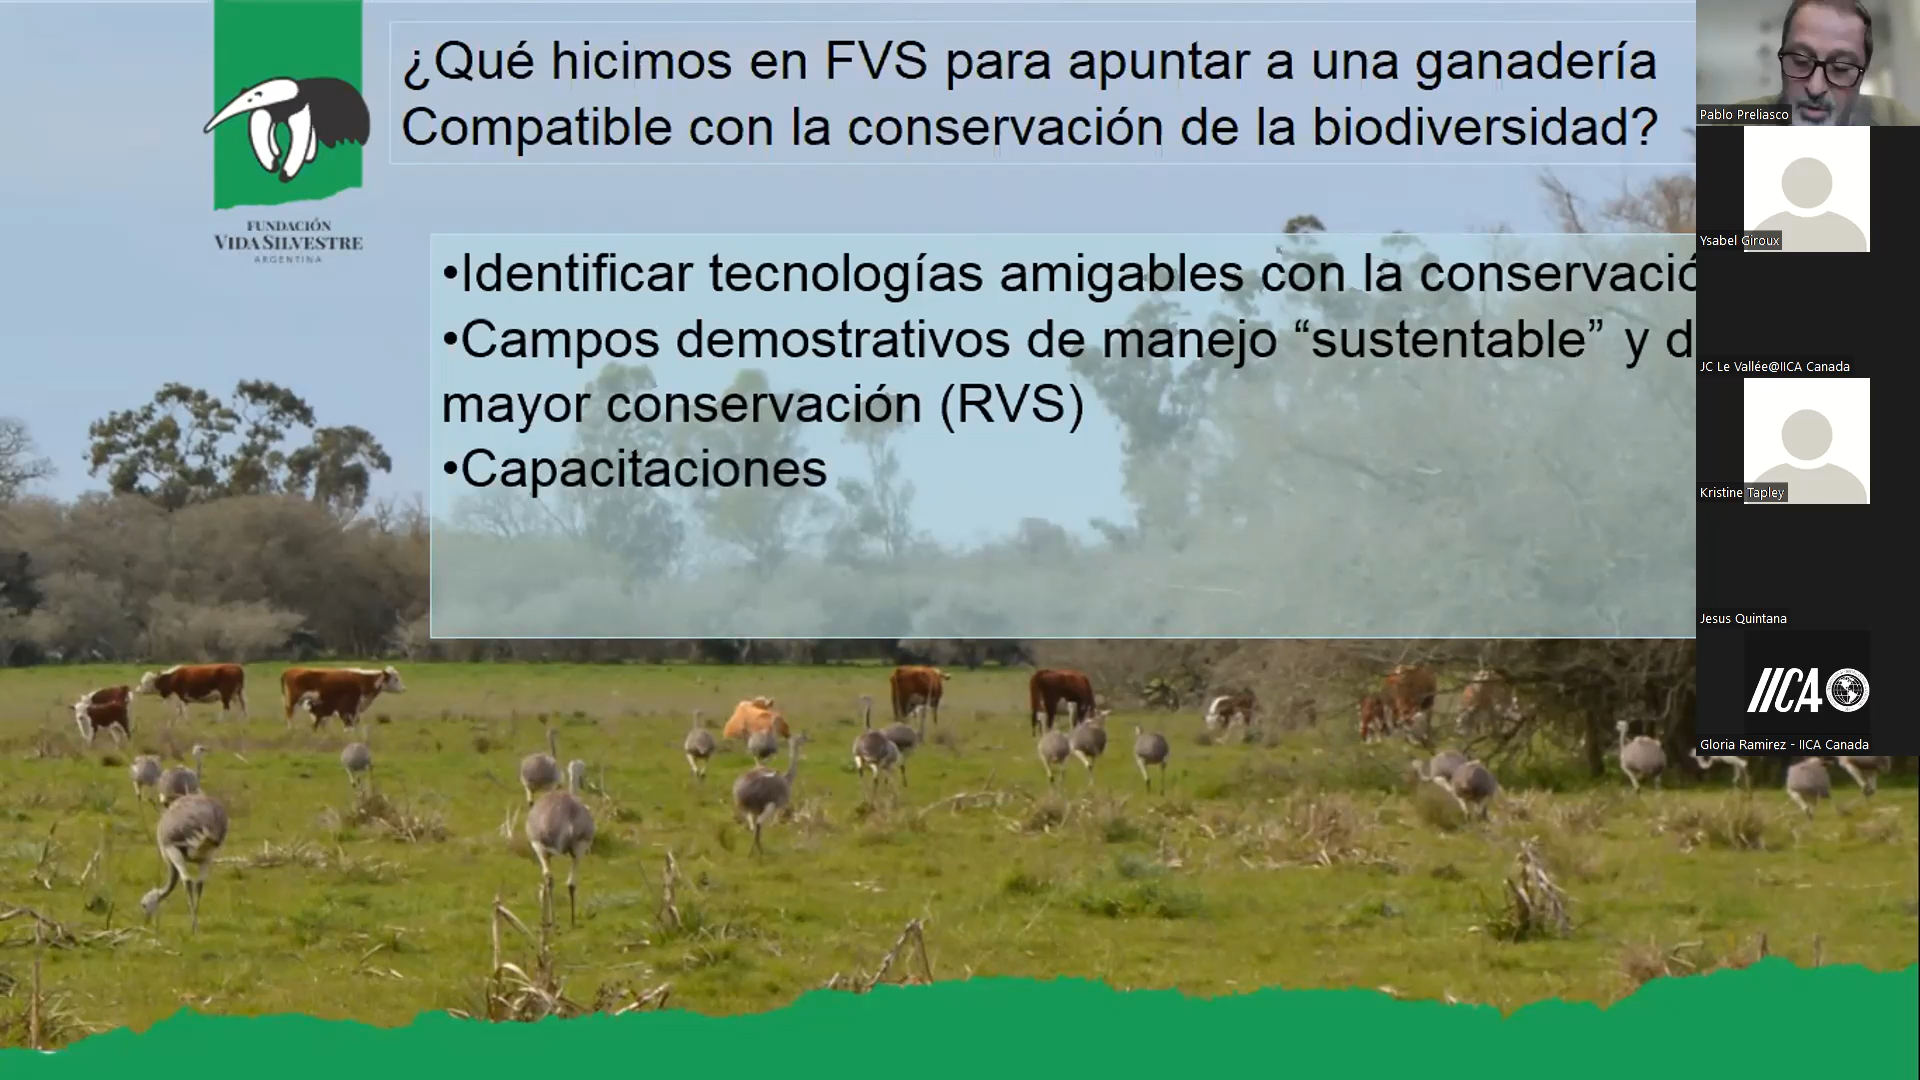 ¿Qué hicimos en FVS para apuntar a una ganadería
Compatible con la conservación de la biodiversidad?
FUNDACIÓN
VIDA SILVESTRE
ARGENTINA
•Identificar tecnologías amigables con la conservació
•Campos demostrativos de manejo “sustentable” y d
mayor conservación (RVS)
•Capacitaciones
Pablo Preliasco
Ysabel Giroux
JC Le Vallée@IICA Canada
Kristine Tapley
Jesus Quintana
IICA
Gloria Ramirez - IICA Canada